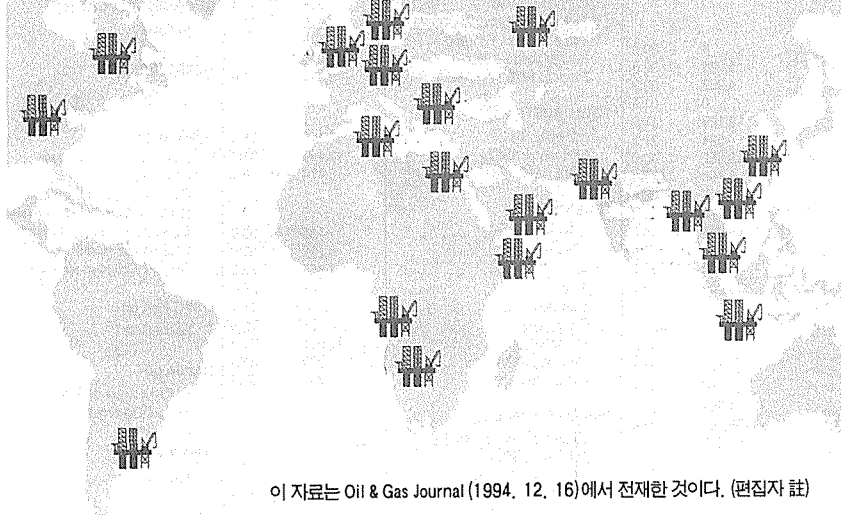 이 자료는 Oil & Gas Journal (1994. 12. 16)에서 전재한 것이다. (편집자 註)